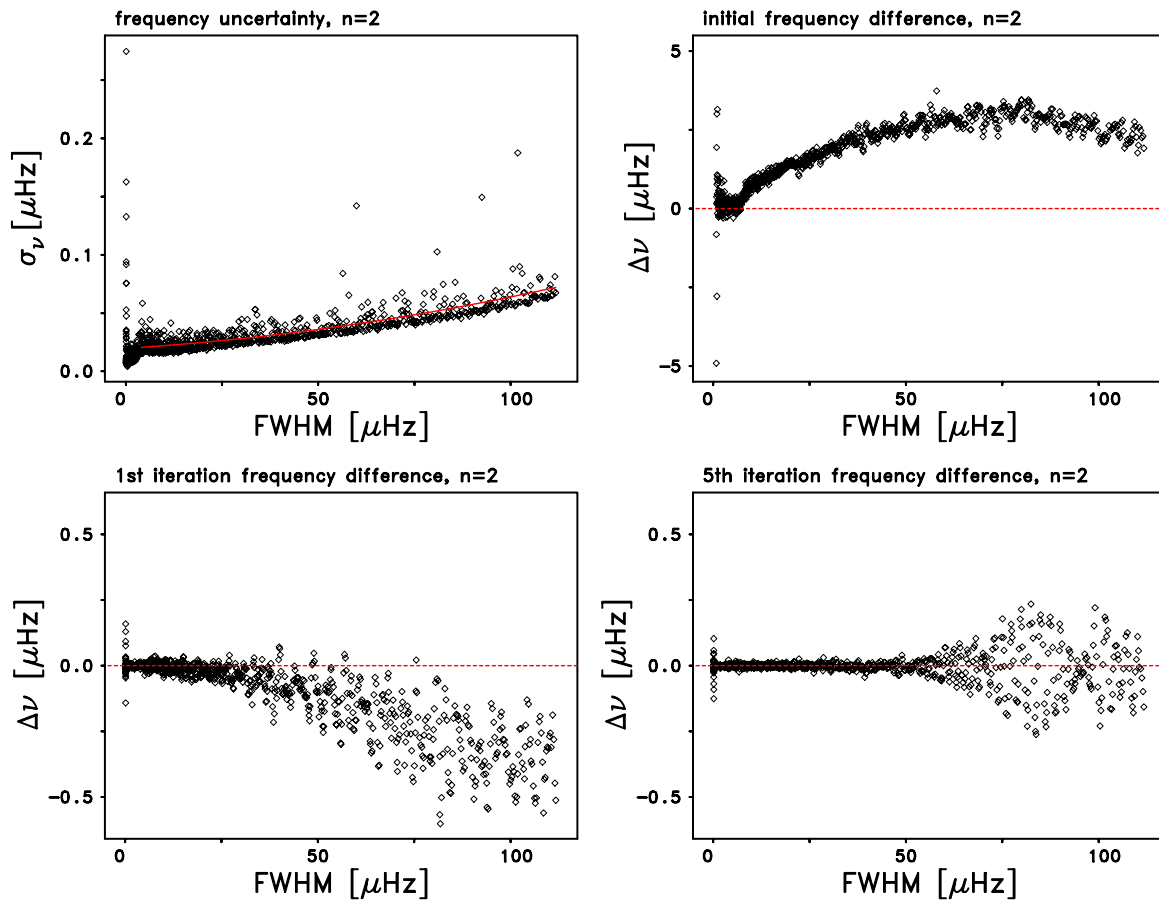 frequency uncertainty, n=2
0.2
0.1
0.0
σν [μHz]
0 50 100
FWHM [μHz]
initial frequency difference, n=2
5
0
−5
Δν [μHz]
0 50 100
FWHM [μHz]
1st iteration frequency difference, n=2
0.5
0.0
−0.5
Δν [μHz]
0 50 100
FWHM [μHz]
5th iteration frequency difference, n=2
0.5
0.0
−0.5
Δν [μHz]
0 50 100
FWHM [μHz]